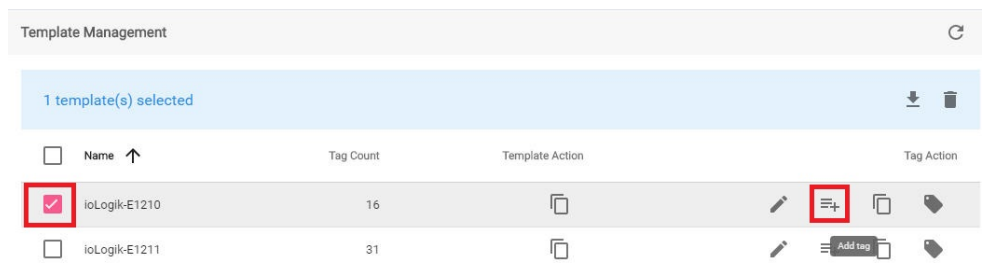 Template Management
1 template(s) selected
Name Tag Count Template Action Tag Action
ioLogik-E1210 16
ioLogik-E1211 31
Add tag